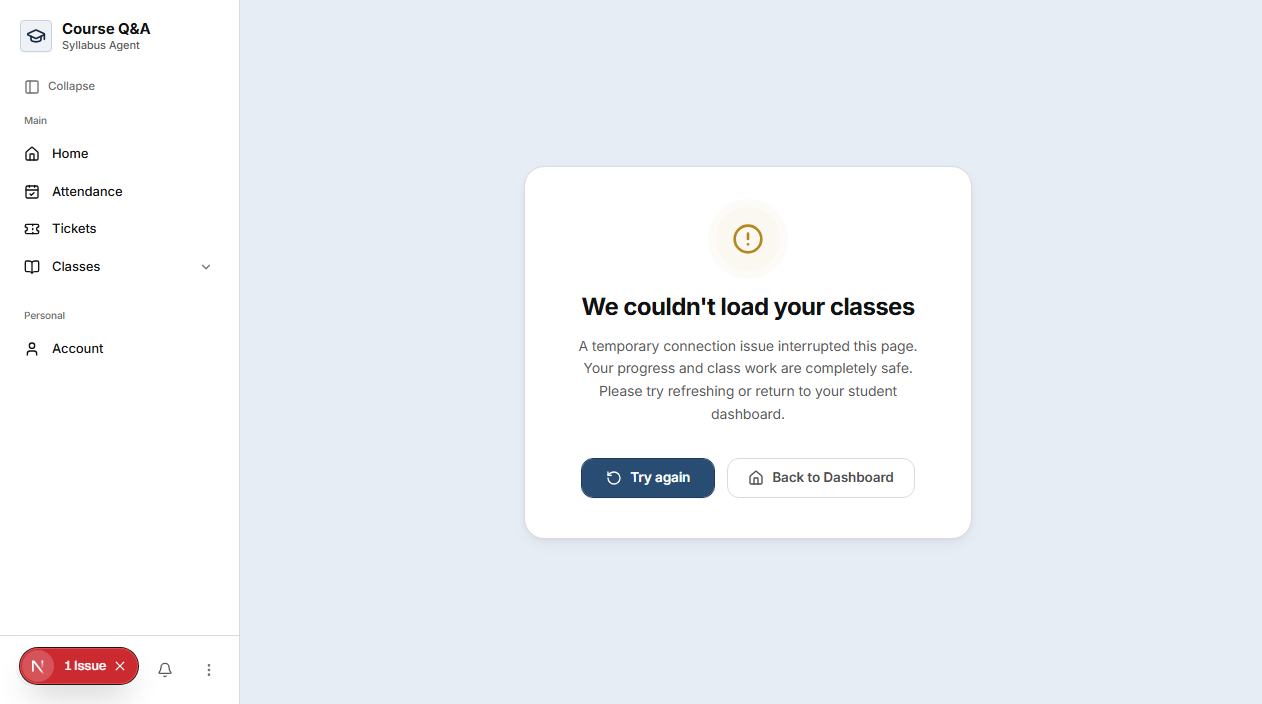 Course Q&A
Syllabus Agent
Collapse
Main
Home
Attendance
Tickets
Classes
Personal
Account
N
1 Issue
We couldn't load your classes
A temporary connection issue interrupted this page.
Your progress and class work are completely safe.
Please try refreshing or return to your student
dashboard.
Try again
Back to Dashboard